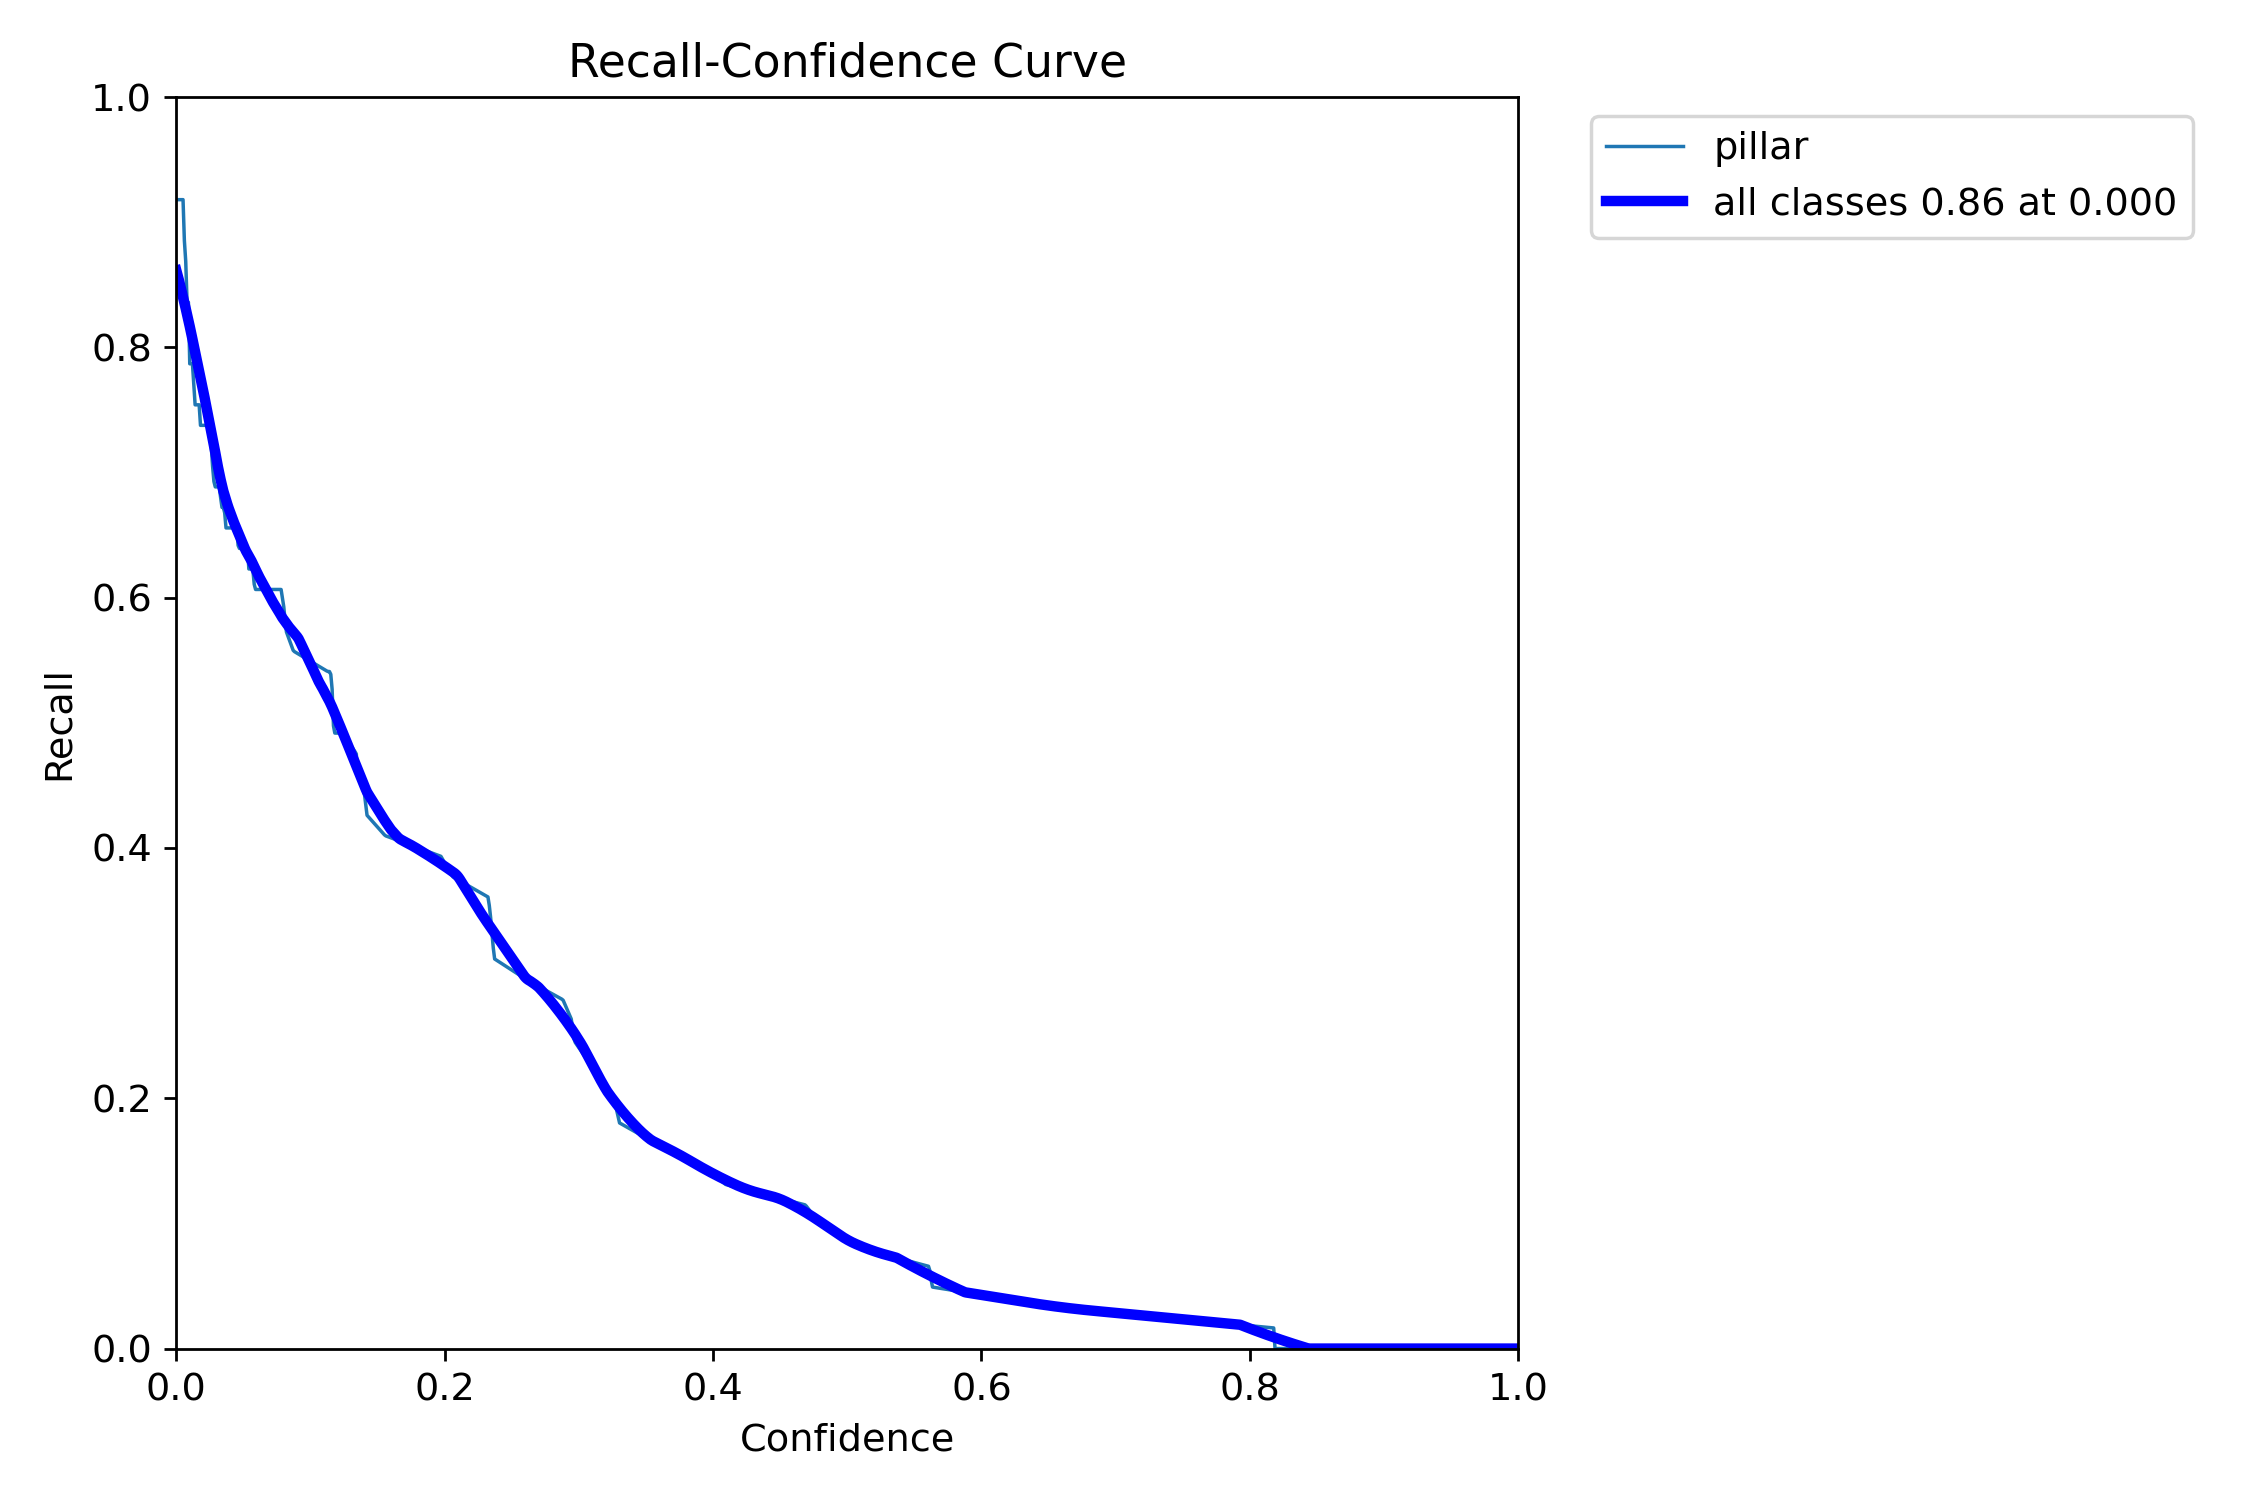 Recall-Confidence Curve
1.0
0.8
0.6
0.4
0.2
0.0
Recall
0.0 0.2 0.4 0.6 0.8 1.0
Confidence
pillar
all classes 0.86 at 0.000